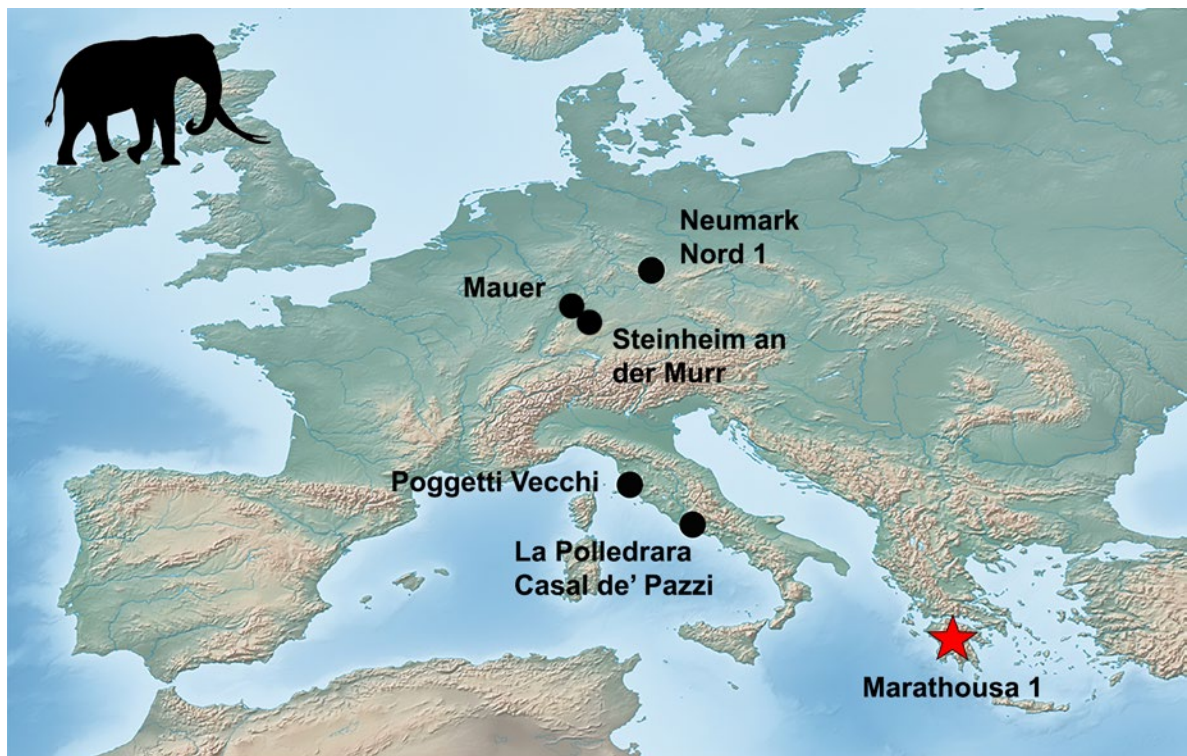 Neumark
Nord 1
Mauer
Steinheim an
der Murr
Poggetti Vecchi
La Polledrara
Casal de’ Pazzi
Marathousa 1